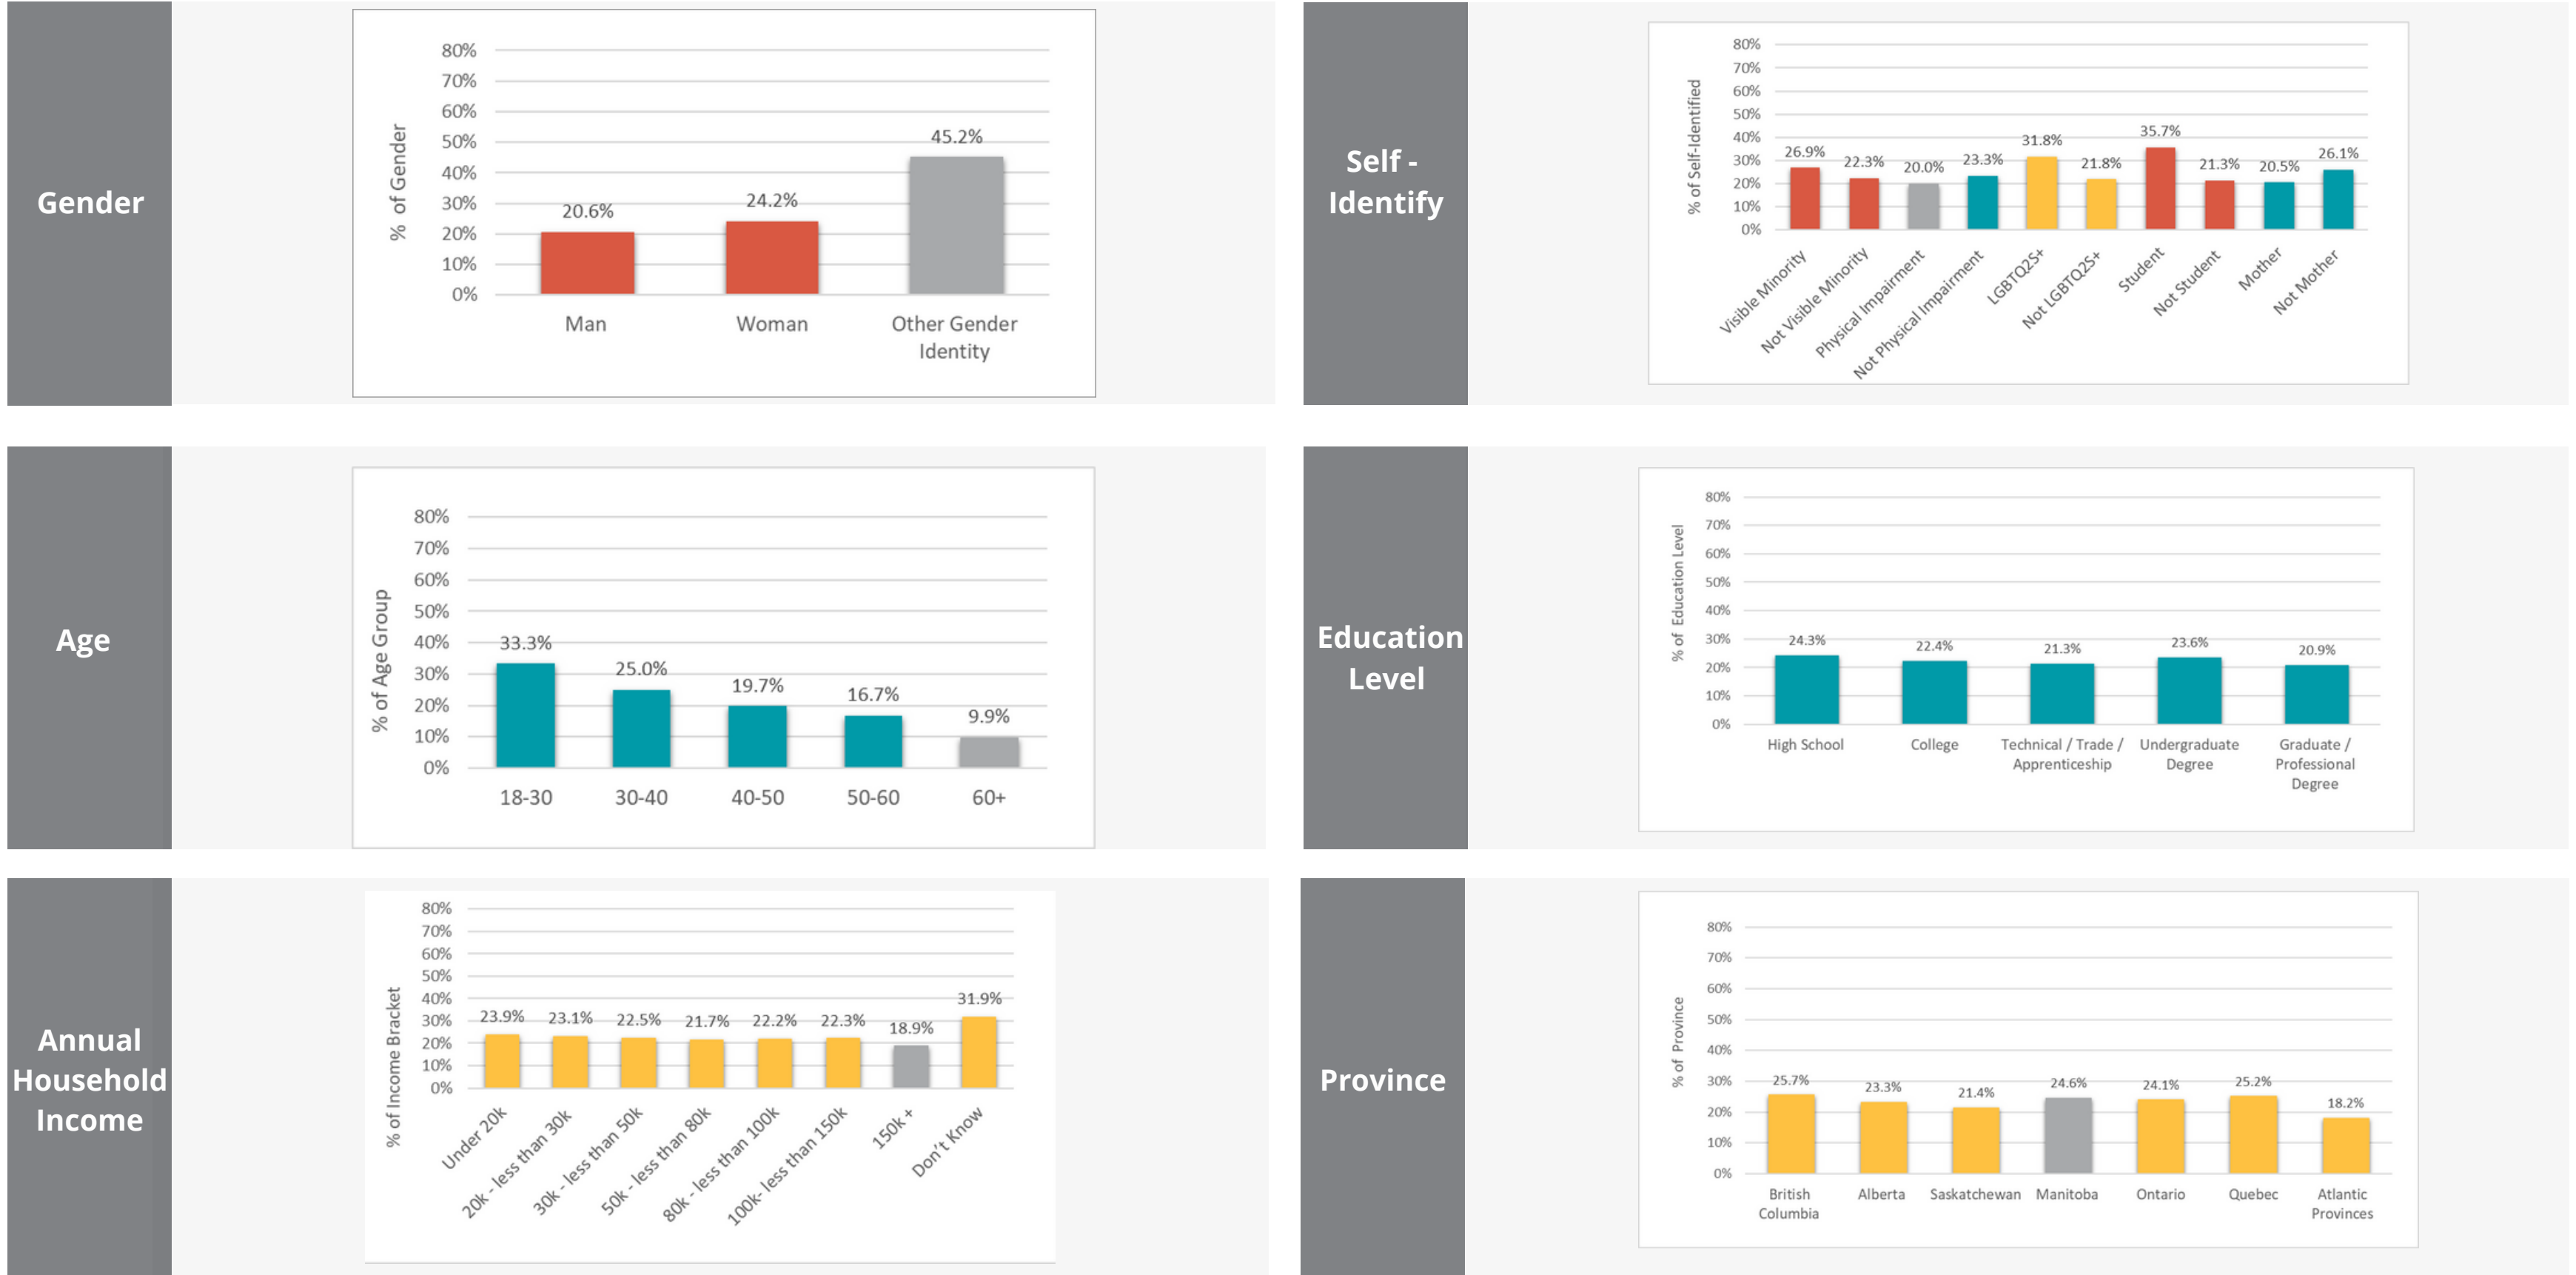 Gender
% of Gender
80%
70%
60%
50%
40%
30%
20%
10%
0%
20.6%
24.2%
45.2%
Man
Woman
Other Gender
Identity
Self -
Identify
% of Self-Identified
80%
70%
60%
50%
40%
30%
20%
10%
0%
26.9%
22.3%
20.0%
23.3%
31.8%
21.8%
35.7%
21.3%
20.5%
26.1%
Visible Minority
Not Visible Minority
Physical Impairment
Not Physical Impairment
LGBTQ2S+
Not LGBTQ2S+
Student
Not Student
Mother
Not Mother
Age
% of Age Group
80%
70%
60%
50%
40%
30%
20%
10%
0%
33.3%
25.0%
19.7%
16.7%
9.9%
18-30
30-40
40-50
50-60
60+
Education
Level
% of Education Level
80%
70%
60%
50%
40%
30%
20%
10%
0%
24.3%
22.4%
21.3%
23.6%
20.9%
High School
College
Technical / Trade /
Apprenticeship
Undergraduate
Degree
Graduate /
Professional
Degree
Annual
Household
Income
% of Income Bracket
80%
70%
60%
50%
40%
30%
20%
10%
0%
23.9%
23.1%
22.5%
21.7%
22.2%
22.3%
18.9%
31.9%
Under 20k
20k - less than 30k
30k - less than 50k
50k - less than 80k
80k - less than 100k
100k- less than 150k
150k +
Don't Know
Province
% of Province
80%
70%
60%
50%
40%
30%
20%
10%
0%
25.7%
23.3%
21.4%
24.6%
24.1%
25.2%
18.2%
British
Columbia
Alberta
Saskatchewan
Manitoba
Ontario
Quebec
Atlantic
Provinces